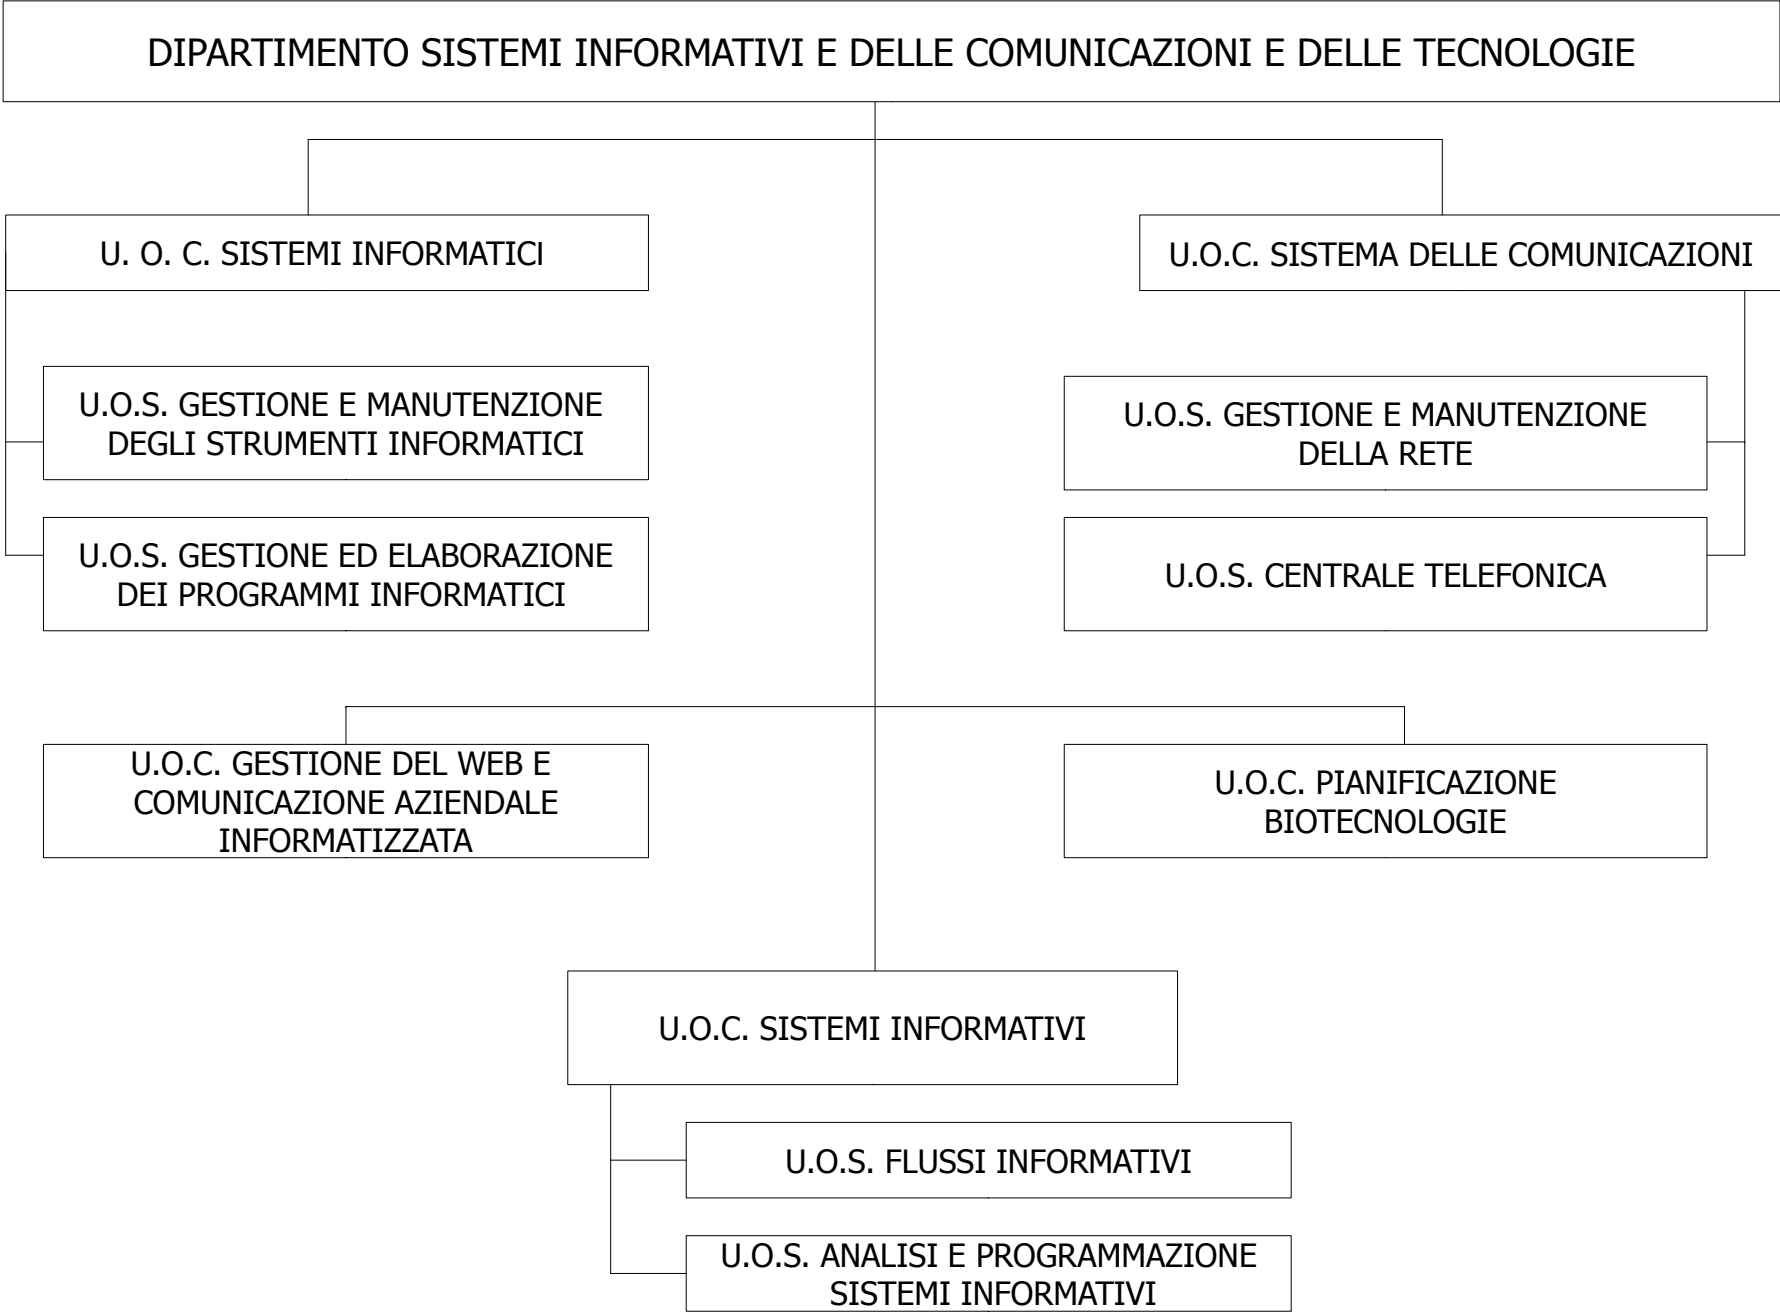 DIPARTIMENTO SISTEMI INFORMATIVI E DELLE COMUNICAZIONI E DELLE TECNOLOGIE
U. O. C. SISTEMI INFORMATICI
U.O.C. SISTEMA DELLE COMUNICAZIONI
U.O.S. GESTIONE E MANUTENZIONE
DEGLI STRUMENTI INFORMATICI
U.O.S. GESTIONE E MANUTENZIONE
DELLA RETE
U.O.S. GESTIONE ED ELABORAZIONE
DEI PROGRAMMI INFORMATICI
U.O.S. CENTRALE TELEFONICA
U.O.C. GESTIONE DEL WEB E
COMUNICAZIONE AZIENDALE
INFORMATIZZATA
U.O.C. PIANIFICAZIONE
BIOTECNOLOGIE
U.O.C. SISTEMI INFORMATIVI
U.O.S. FLUSSI INFORMATIVI
U.O.S. ANALISI E PROGRAMMAZIONE
SISTEMI INFORMATIVI